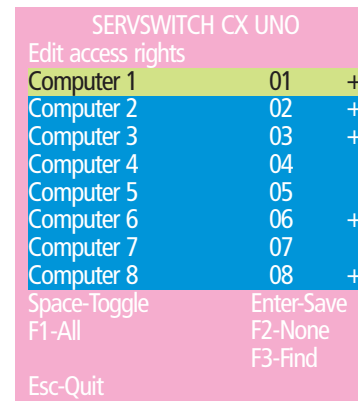 SERVSWITCH CX UNO
Edit access rights
Computer 1 01 +
Computer 2 02 +
Computer 3 03 +
Computer 4 04
Computer 5 05
Computer 6 06 +
Computer 7 07
Computer 8 08 +
Space-Toggle Enter-Save
F1-All F2-None
F3-Find
Esc-Quit